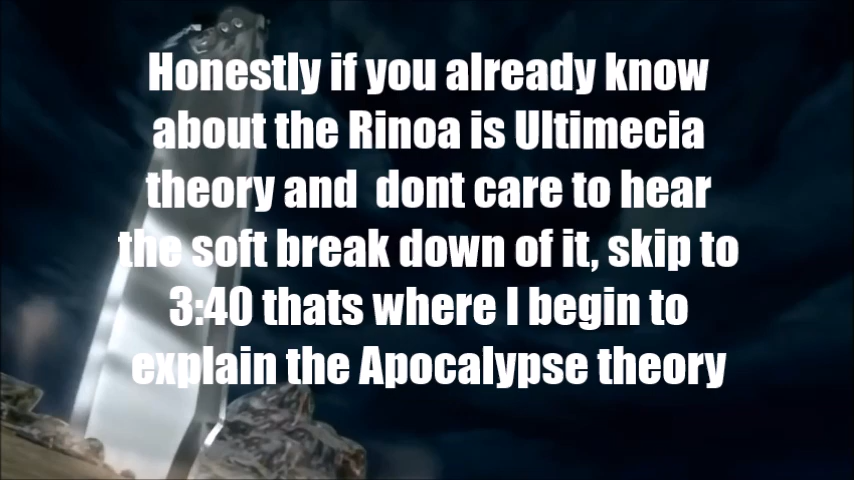 Honestly if you already know
about the Rinoa is Ultimecia
theory and  dont care to hear
the soft break down of it, skip to
3:40 thats where I begin to
explain the Apocalypse theory